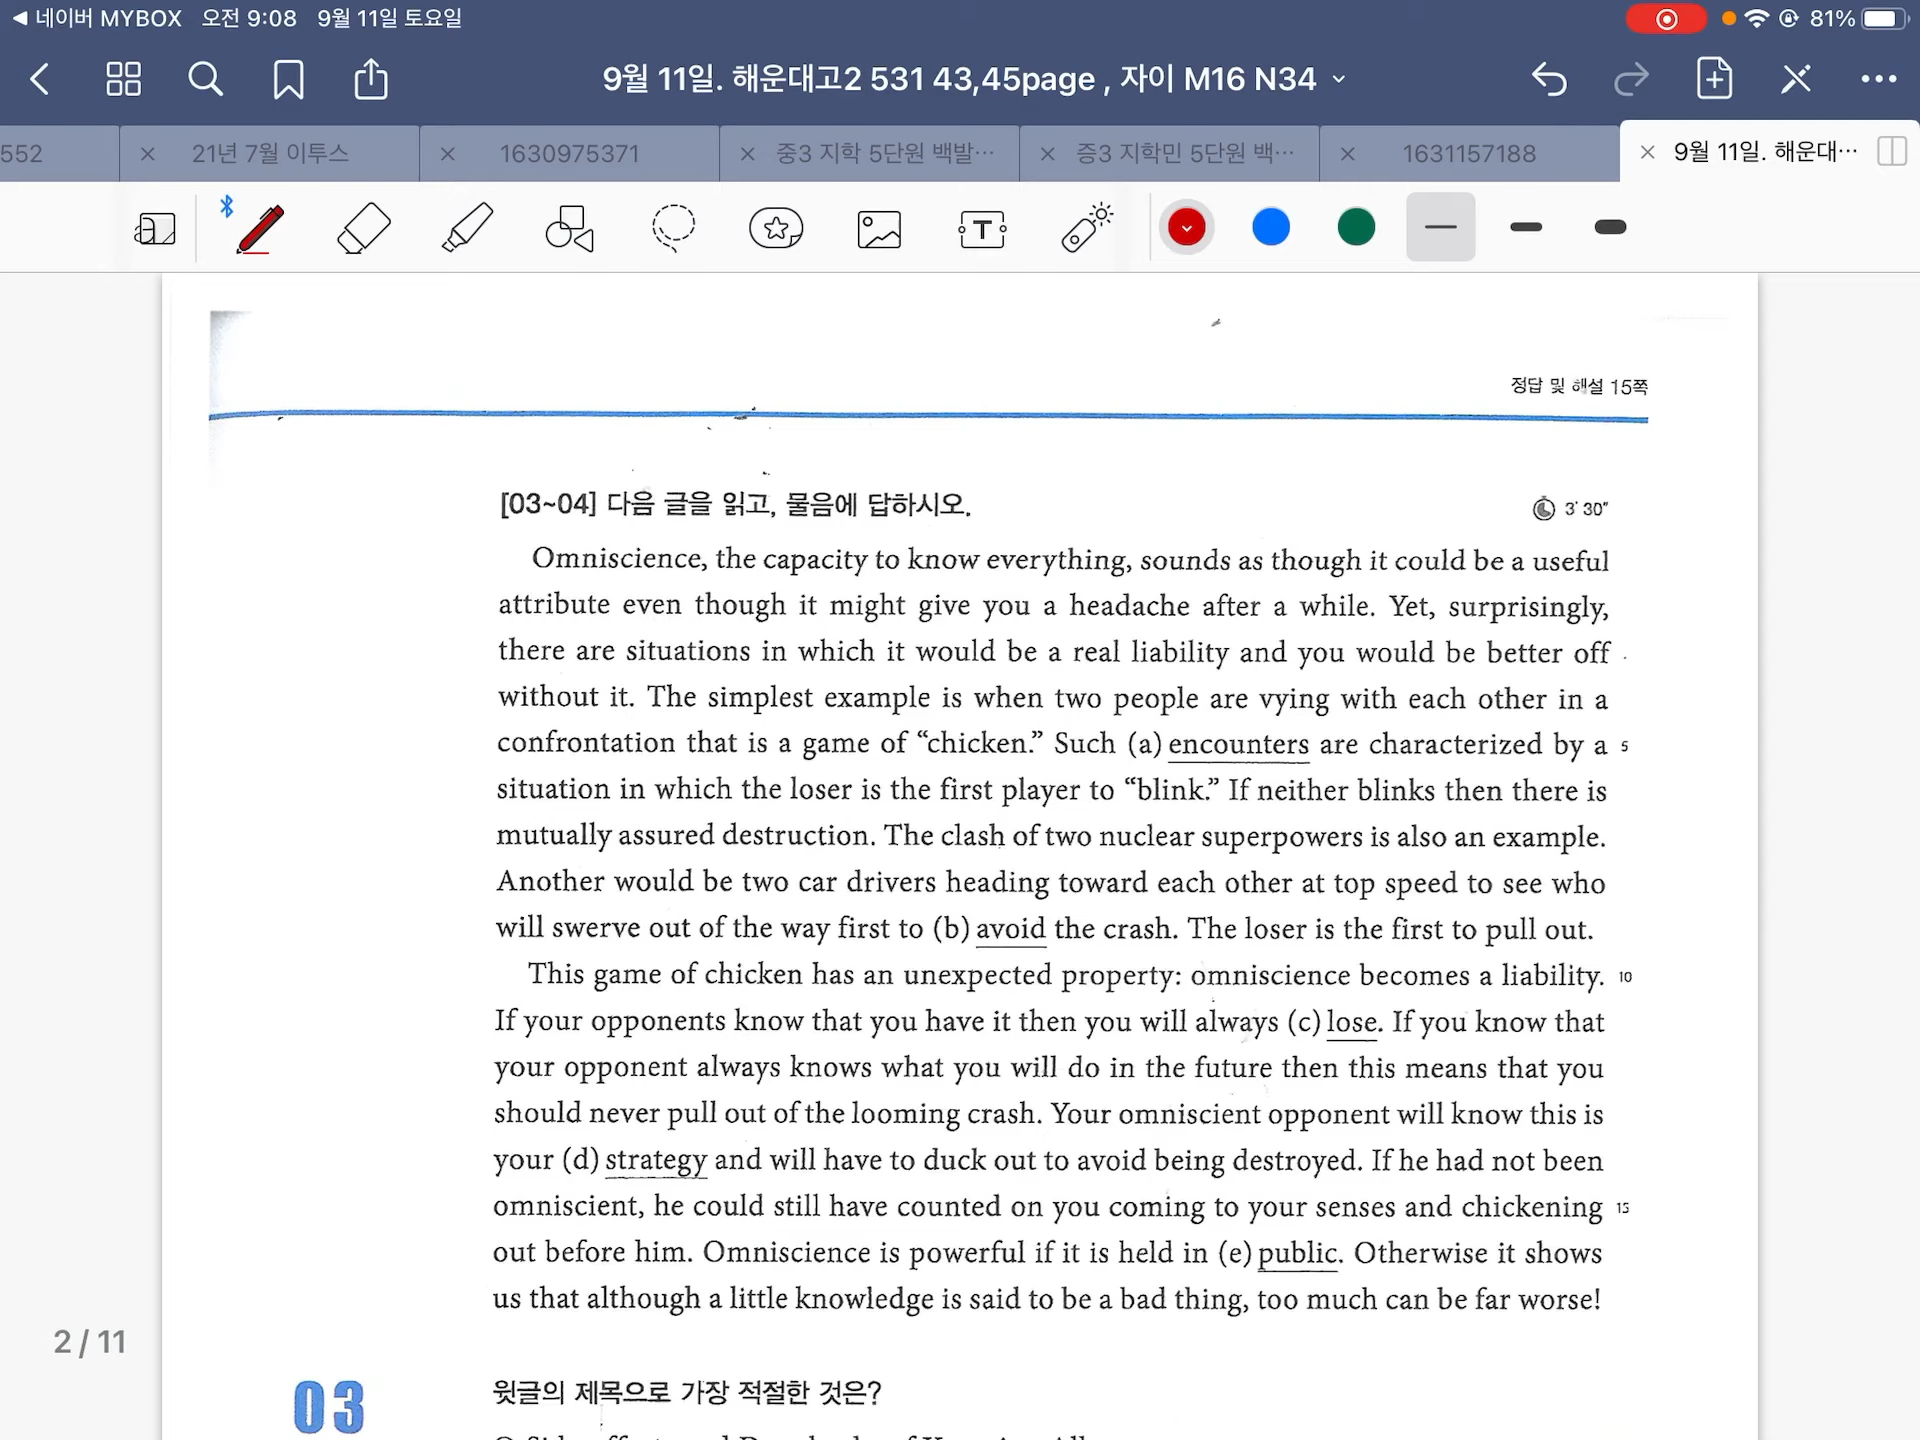 ◀ 네이버 MYBOX 오전 9:08 9월 11일 토요일 81%
9월 11일. 해운대고2 531 43,45page , 자이 M16 N34
552 21년 7월 이투스 1630975371 중3 지학 5단원 백발… 증3 지학민 5단원 백… 1631157188 9월 11일. 해운대…
정답 및 해설 15쪽
[03~04] 다음 글을 읽고, 물음에 답하시오. 3′ 30″
Omniscience, the capacity to know everything, sounds as though it could be a useful
attribute even though it might give you a headache after a while. Yet, surprisingly,
there are situations in which it would be a real liability and you would be better off
without it. The simplest example is when two people are vying with each other in a
confrontation that is a game of “chicken.” Such (a) encounters are characterized by a 5
situation in which the loser is the first player to “blink.” If neither blinks then there is
mutually assured destruction. The clash of two nuclear superpowers is also an example.
Another would be two car drivers heading toward each other at top speed to see who
will swerve out of the way first to (b) avoid the crash. The loser is the first to pull out.
This game of chicken has an unexpected property: omniscience becomes a liability. 10
If your opponents know that you have it then you will always (c) lose. If you know that
your opponent always knows what you will do in the future then this means that you
should never pull out of the looming crash. Your omniscient opponent will know this is
your (d) strategy and will have to duck out to avoid being destroyed. If he had not been
omniscient, he could still have counted on you coming to your senses and chickening 15
out before him. Omniscience is powerful if it is held in (e) public. Otherwise it shows
us that although a little knowledge is said to be a bad thing, too much can be far worse!
2 / 11
03 윗글의 제목으로 가장 적절한 것은?